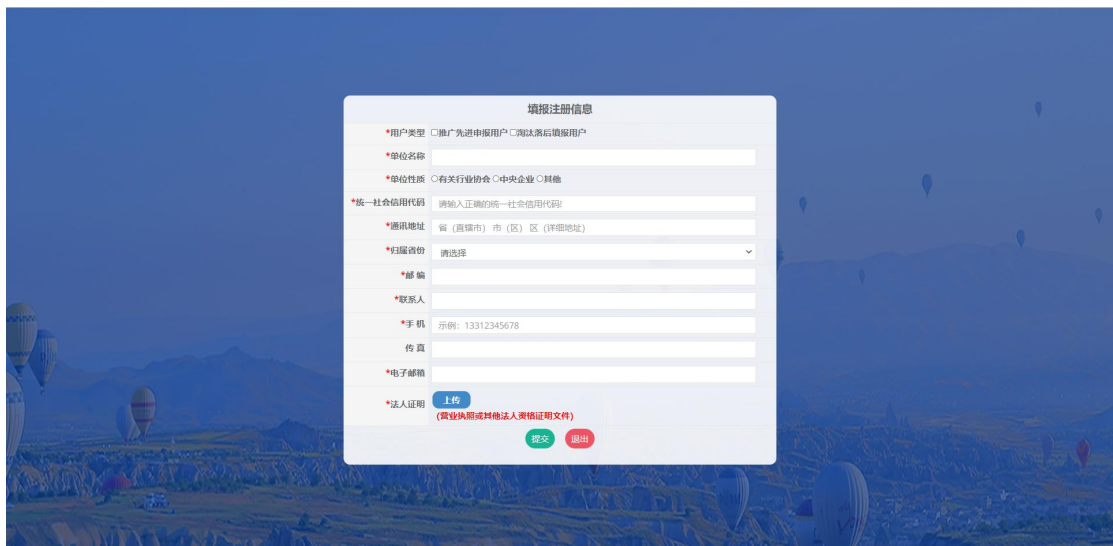 填报注册信息
*用户类型 □推广先进申报用户 □淘汰落后填报用户
*单位名称
*单位性质 ○有关行业协会 ○中央企业 ○其他
*统一社会信用代码 请输入正确的统一社会信用代码!
*通讯地址 省 (直辖市) 市 (区) 区 (详细地址)
*归属省份 请选择
*邮 编
*联系人
*手 机 示例: 13312345678
传 真
*电子邮箱
*法人证明 上传
(营业执照或其他法人资格证明文件)
提交 退出